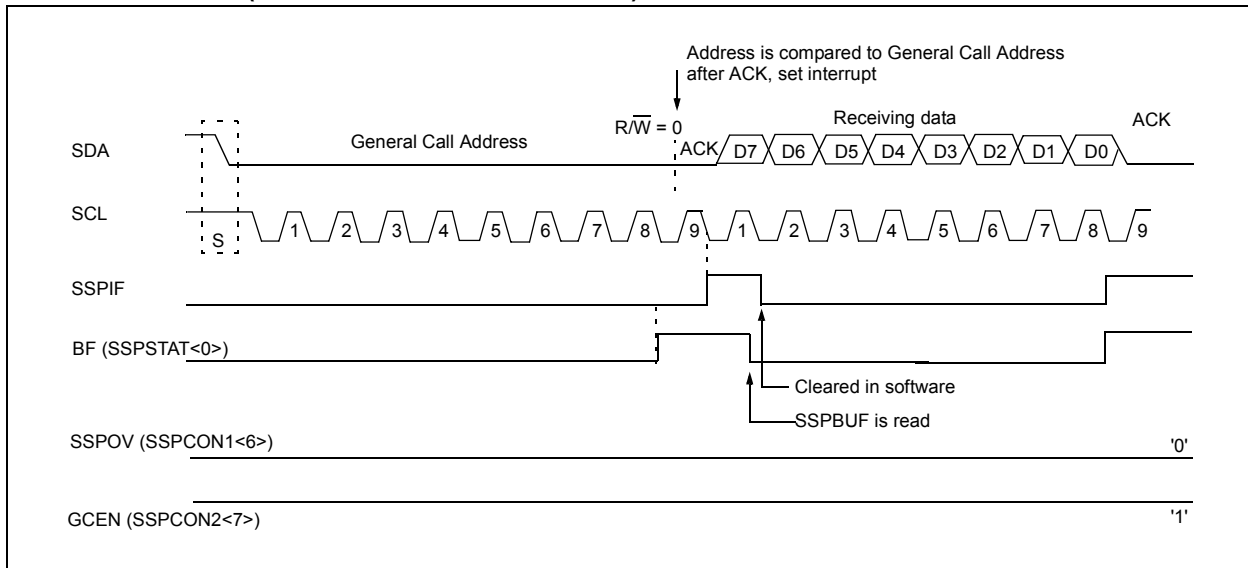 Address is compared to General Call Address
after ACK, set interrupt
R/W̅ = 0
Receiving data
ACK
General Call Address
SDA
ACK
D7 D6 D5 D4 D3 D2 D1 D0
SCL
S
1 2 3 4 5 6 7 8 9 1 2 3 4 5 6 7 8 9
SSPIF
BF (SSPSTAT<0>)
Cleared in software
SSPBUF is read
SSPOV (SSPCON1<6>)
'0'
GCEN (SSPCON2<7>)
'1'